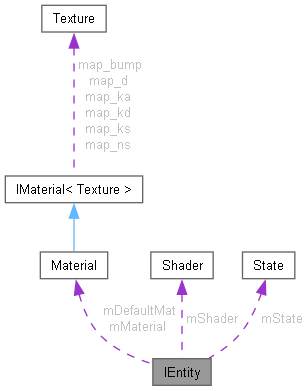 Texture
map_bump
map_d
map_ka
map_kd
map_ks
map_ns
IMaterial< Texture >
Material
Shader
State
mDefaultMat
mMaterial
mShader
mState
IEntity